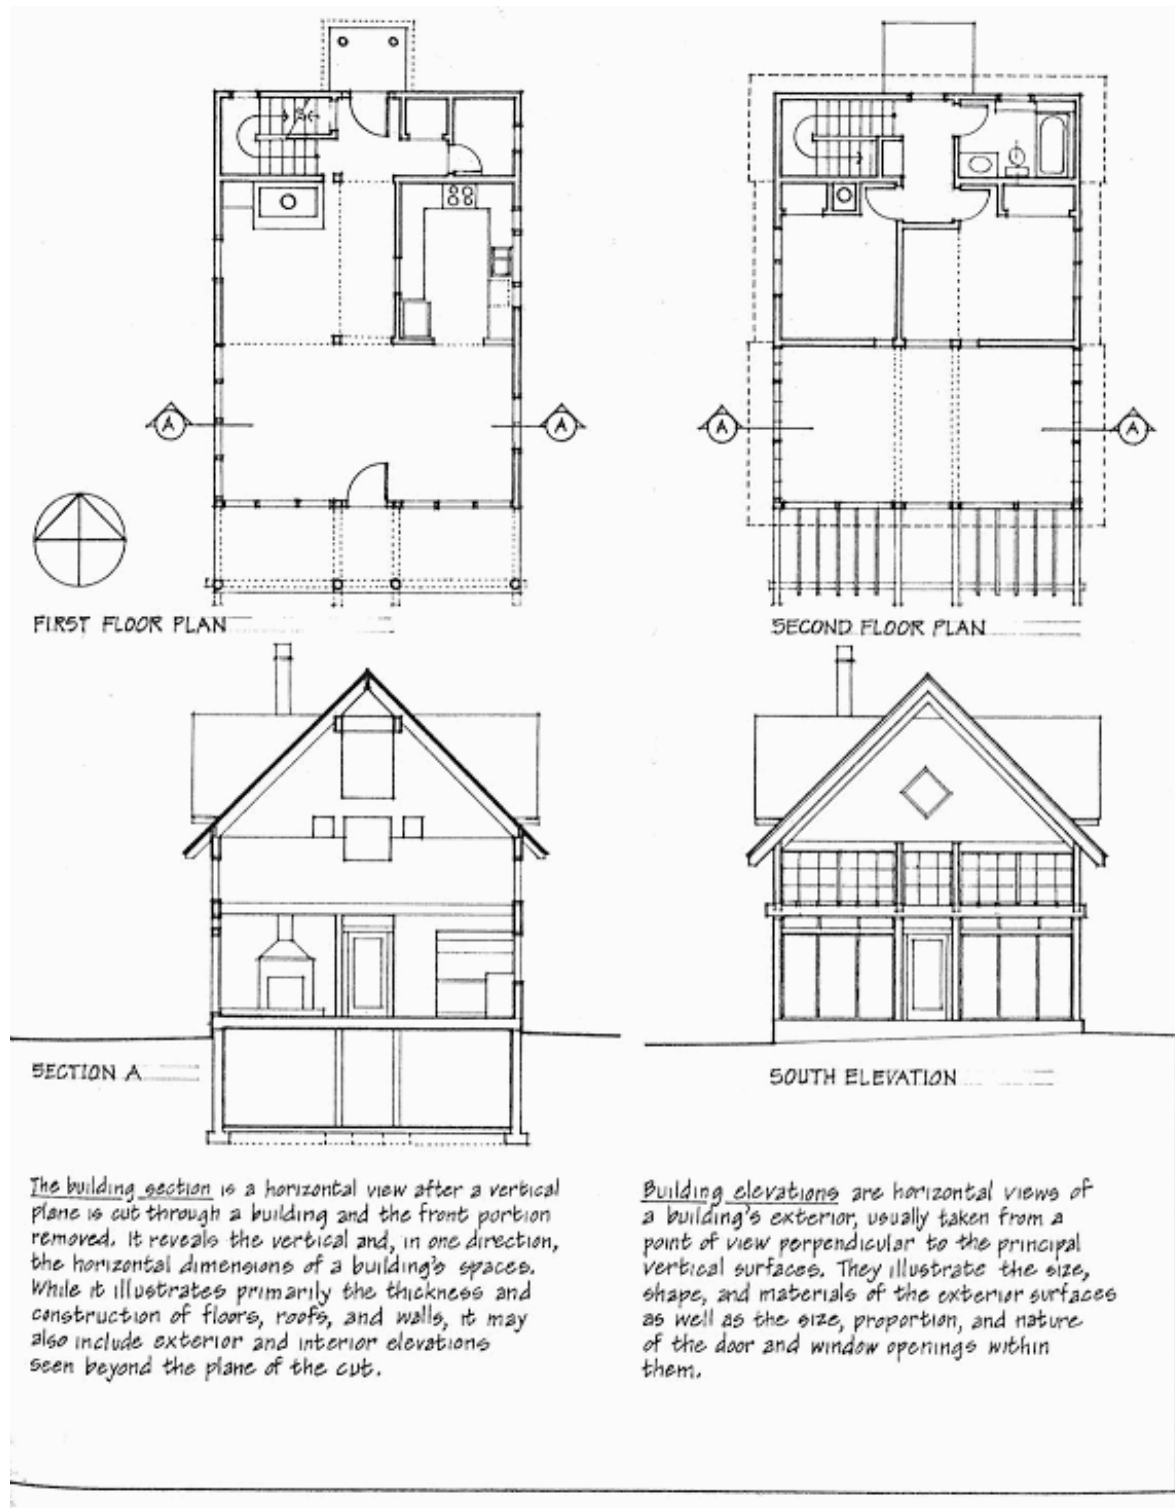 A
A
A
A
FIRST FLOOR PLAN
SECOND FLOOR PLAN
SECTION A
SOUTH ELEVATION
The building section is a horizontal view after a vertical
plane is cut through a building and the front portion
removed. It reveals the vertical and, in one direction,
the horizontal dimensions of a building's spaces.
While it illustrates primarily the thickness and
construction of floors, roofs, and walls, it may
also include exterior and interior elevations
seen beyond the plane of the cut.
Building elevations are horizontal views of
a building's exterior, usually taken from a
point of view perpendicular to the principal
vertical surfaces. They illustrate the size,
shape, and materials of the exterior surfaces
as well as the size, proportion, and nature
of the door and window openings within
them.